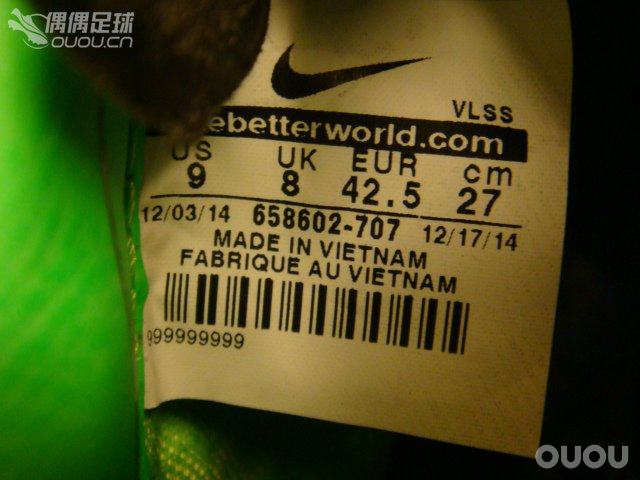 偶偶足球
OUOU.CN
VLSS
ebetterworld.com
US UK EUR cm
9 8 42.5 27
12/03/14 658602-707 12/17/14
MADE IN VIETNAM
FABRIQUE AU VIETNAM
999999999
OUOU